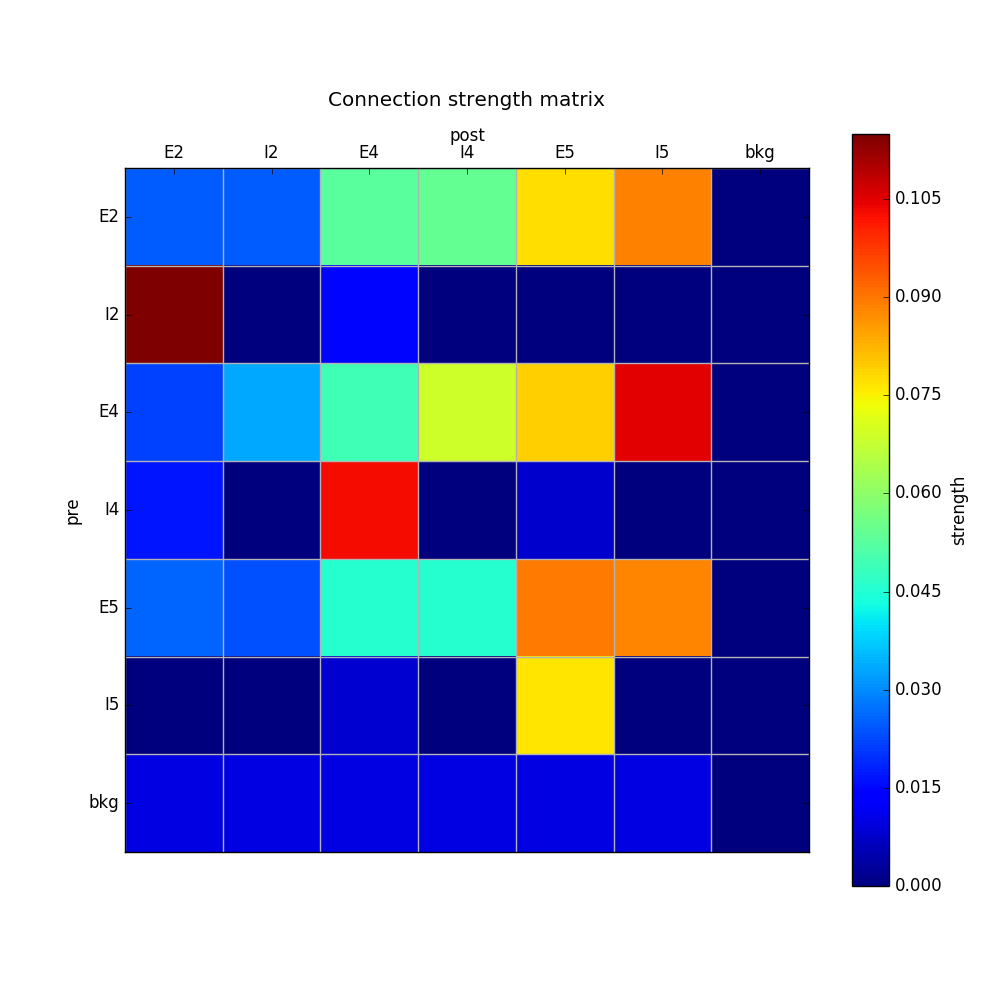 Connection strength matrix
post
E2 I2 E4 I4 E5 I5 bkg
E2
I2
E4
I4
E5
I5
bkg
pre
0.105
0.090
0.075
0.060
0.045
0.030
0.015
0.000
strength